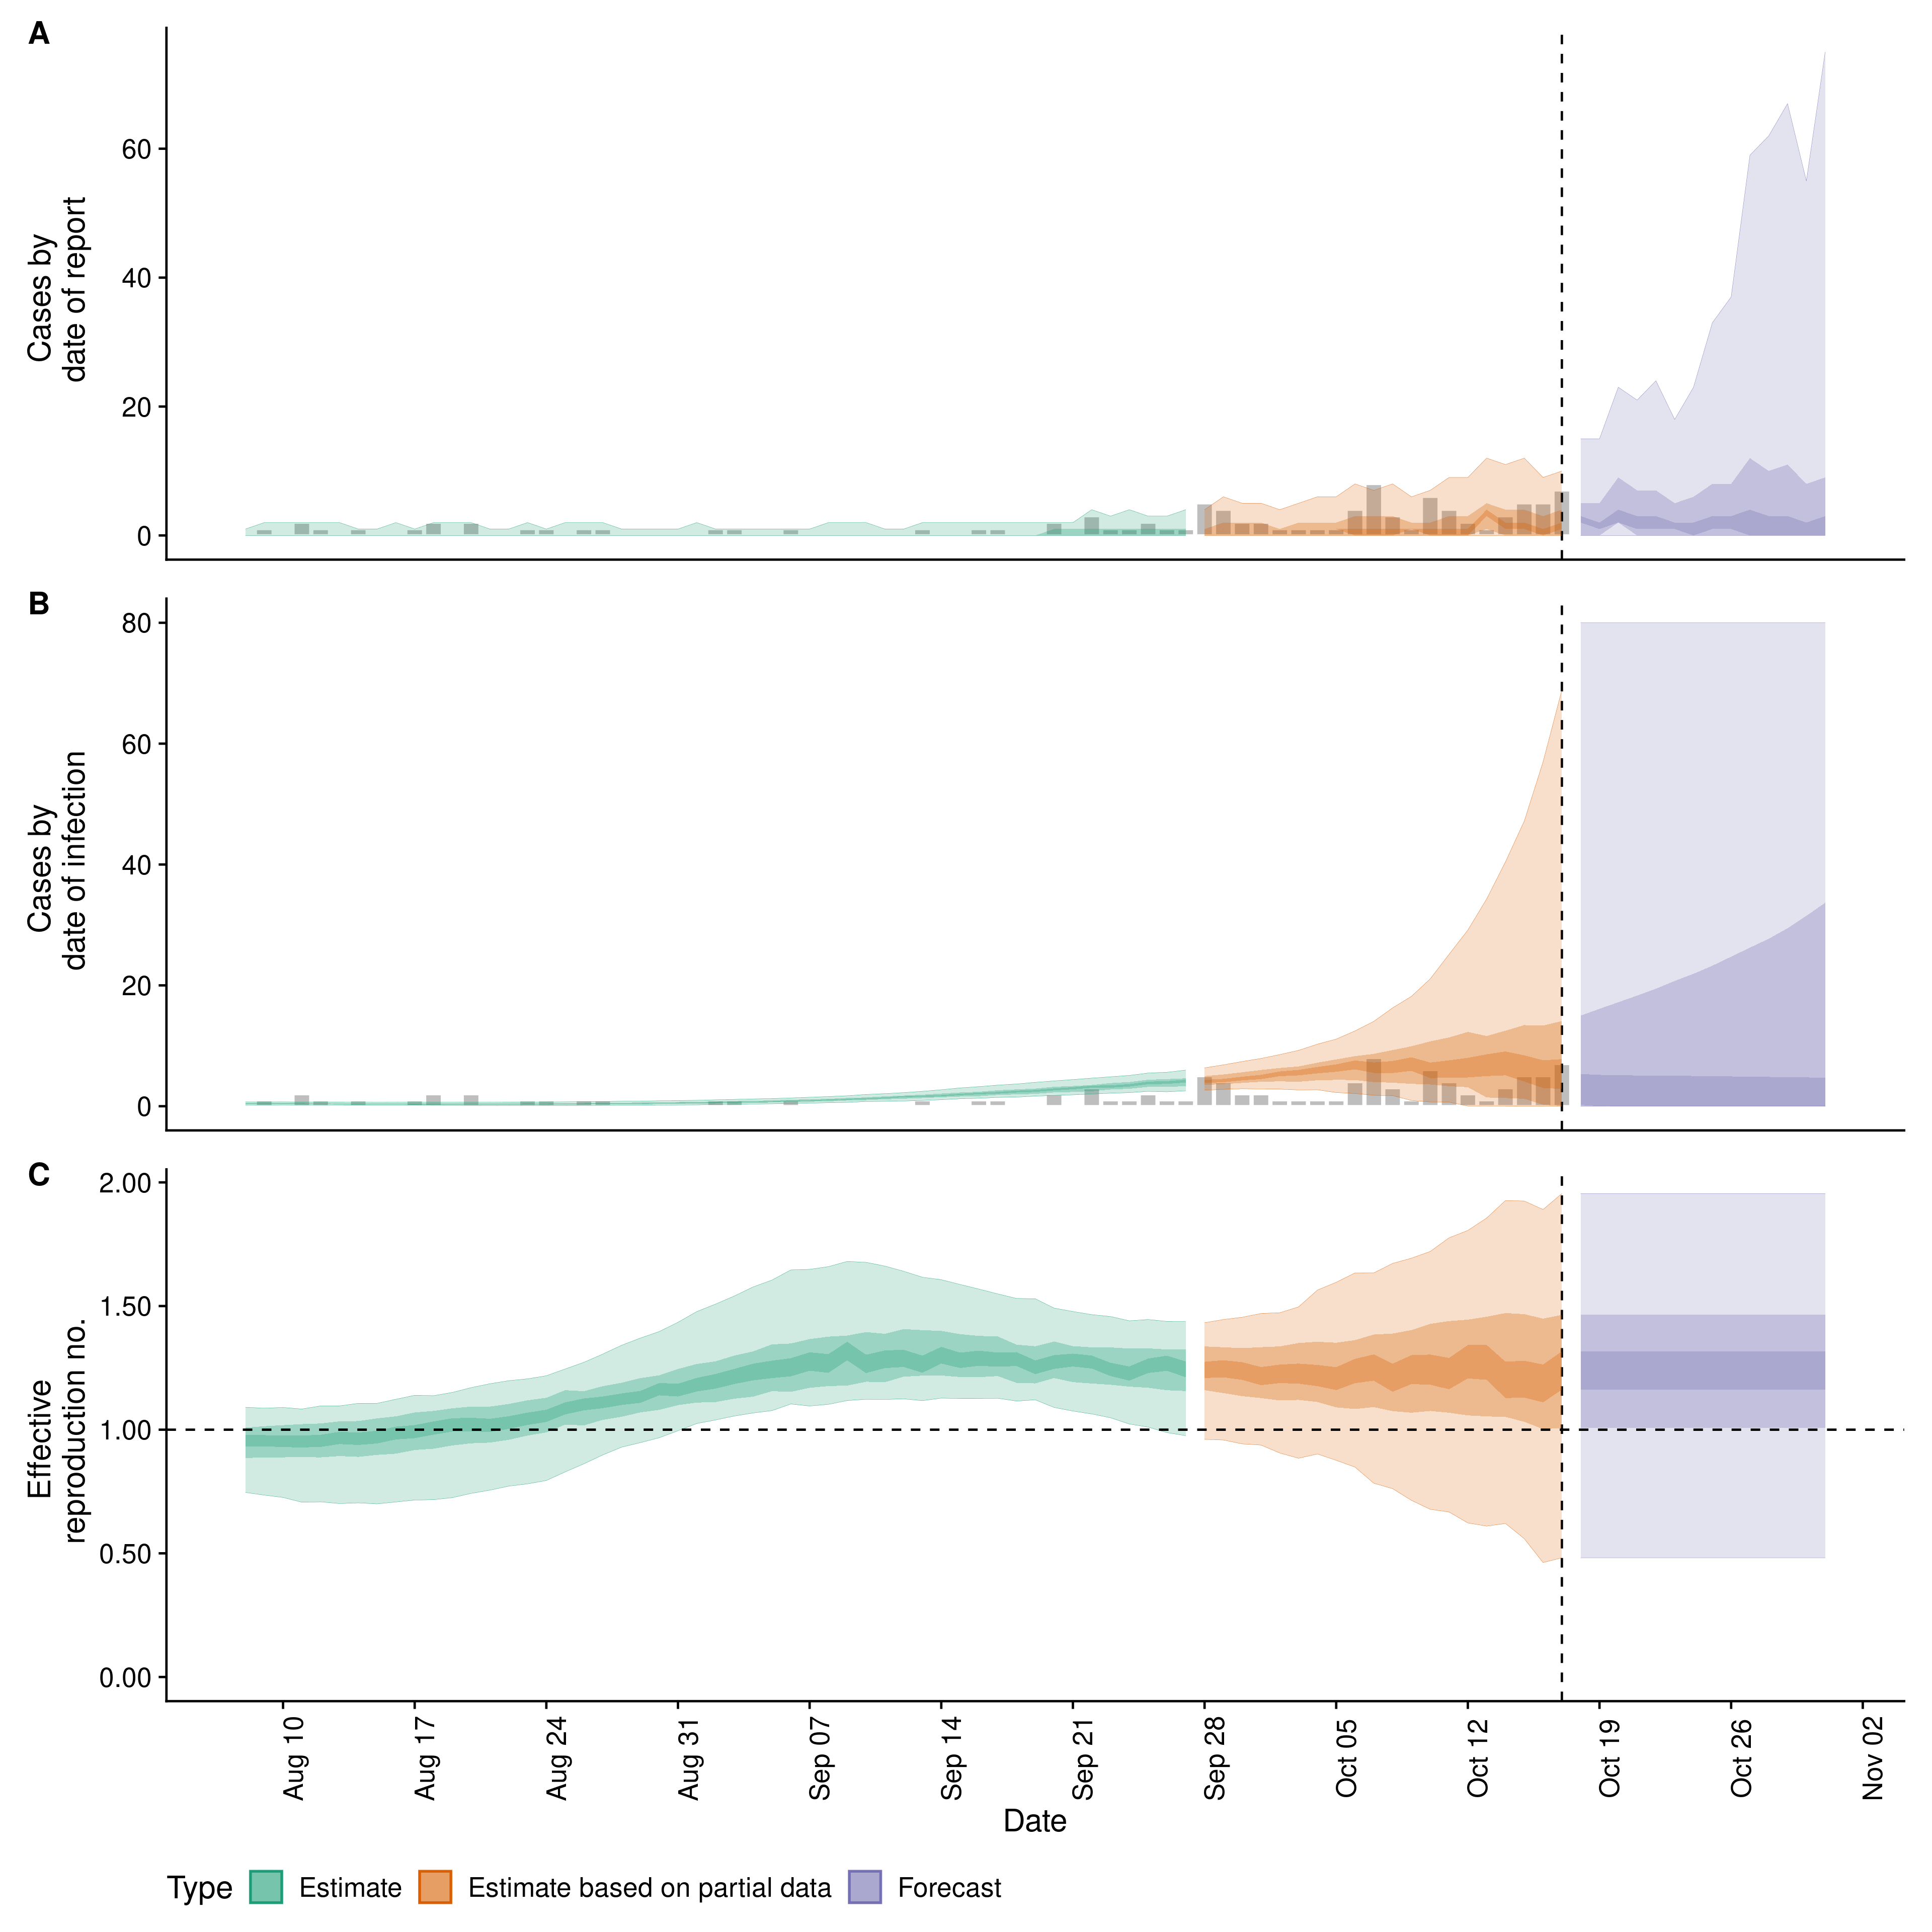 A
Cases by
date of report
60
40
20
0
B
Cases by
date of infection
80
60
40
20
0
C
Effective
reproduction no.
2.00
1.50
1.00
0.50
0.00
Aug 10
Aug 17
Aug 24
Aug 31
Sep 07
Sep 14
Sep 21
Sep 28
Oct 05
Oct 12
Oct 19
Oct 26
Nov 02
Date
Type Estimate Estimate based on partial data Forecast